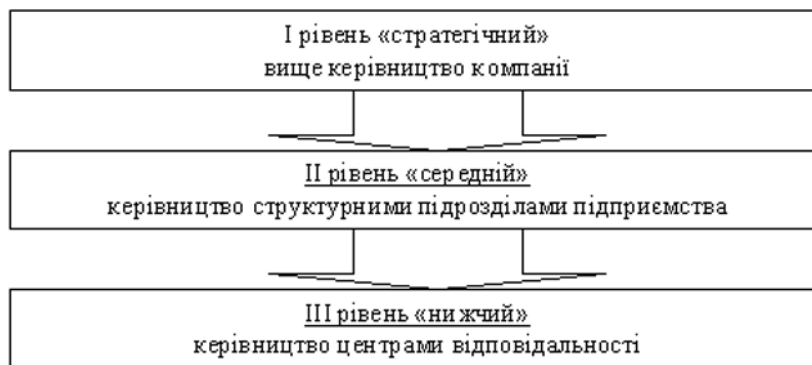 І рівень «стратегічний»
вище керівництво компанії
ІІ рівень «середній»
керівництво структурними підрозділами підприємства
ІІІ рівень «нижчий»
керівництво центрами відповідальності